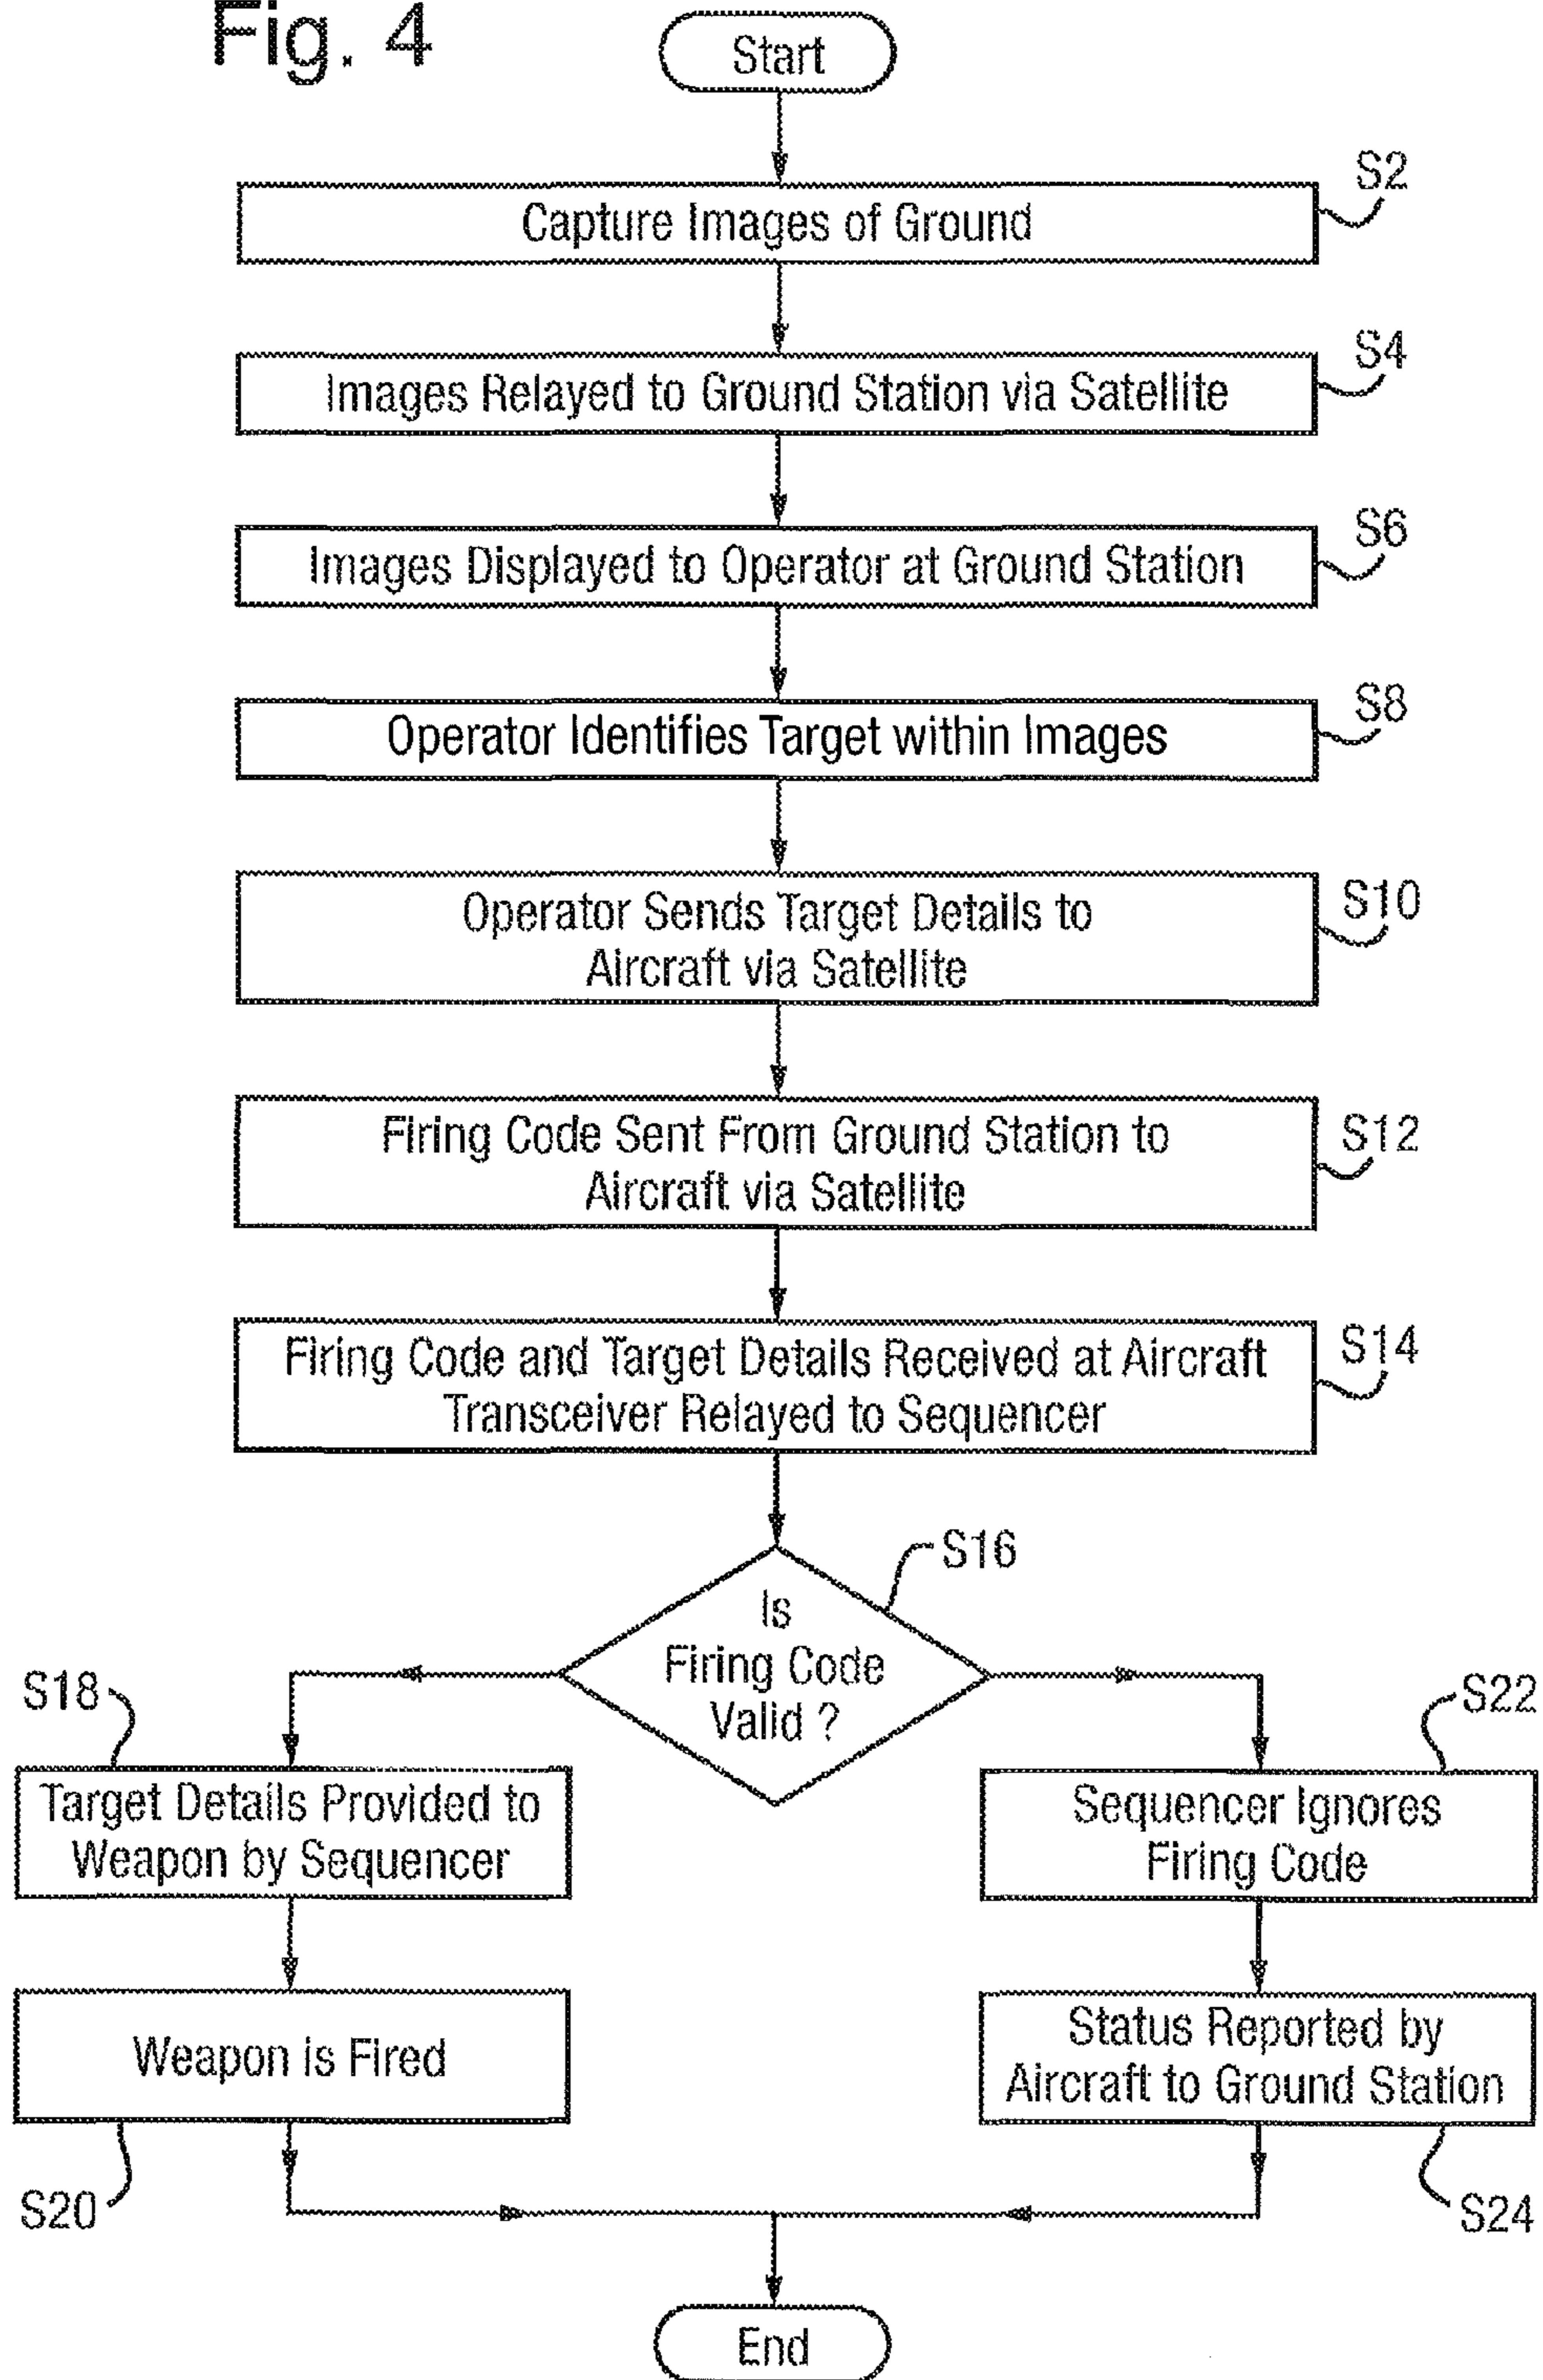 Fig. 4
Start
S2
Capture Images of Ground
S4
Images Relayed to Ground Station via Satellite
S6
Images Displayed to Operator at Ground Station
S8
Operator Identifies Target within Images
S10
Operator Sends Target Details to
Aircraft via Satellite
S12
Firing Code Sent From Ground Station to
Aircraft via Satellite
S14
Firing Code and Target Details Received at Aircraft
Transceiver Relayed to Sequencer
S16
Is
Firing Code
Valid ?
S18
Target Details Provided to
Weapon by Sequencer
Weapon is Fired
S20
S22
Sequencer Ignores
Firing Code
Status Reported by
Aircraft to Ground Station
S24
End